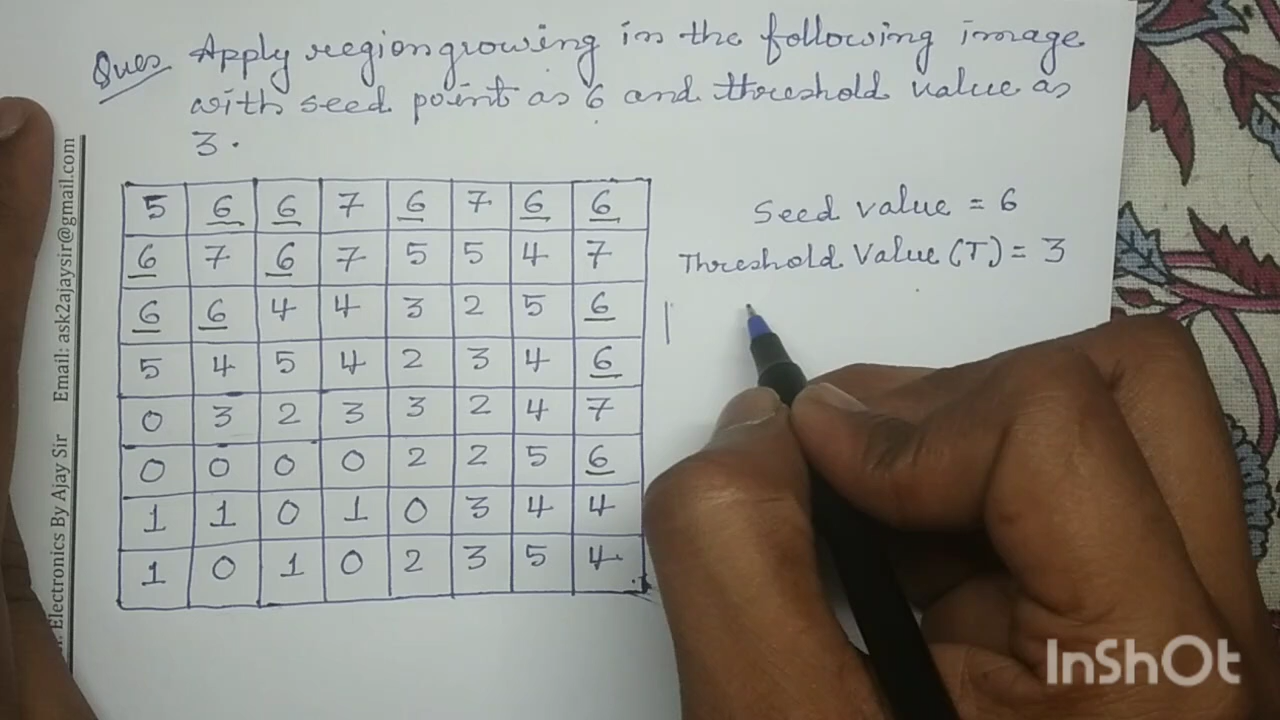 Ques Apply region growing in the following image
with seed point as 6 and threshold value as
3.
5 6 6 7 6 7 6 6
6 7 6 7 5 5 4 7
6 6 4 4 3 2 5 6
5 4 5 4 2 3 4 6
0 3 2 3 3 2 4 7
0 0 0 0 2 2 5 6
1 1 0 1 0 3 4 4
1 0 1 0 2 3 5 4
Seed value = 6
Threshold Value (T) = 3
|
Electronics By Ajay Sir Email: ask2ajaysir@gmail.com
InShOt